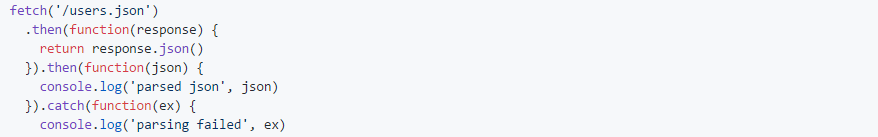 fetch('/users.json')
  .then(function(response) {
    return response.json()
  }).then(function(json) {
    console.log('parsed json', json)
  }).catch(function(ex) {
    console.log('parsing failed', ex)